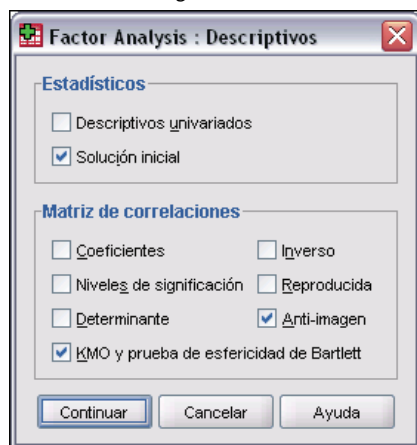 Factor Analysis : Descriptivos
Estadísticos
Descriptivos univariados
Solución inicial
Matriz de correlaciones
Coeficientes
Inverso
Niveles de significación
Reproducida
Determinante
Anti-imagen
KMO y prueba de esfericidad de Bartlett
Continuar
Cancelar
Ayuda